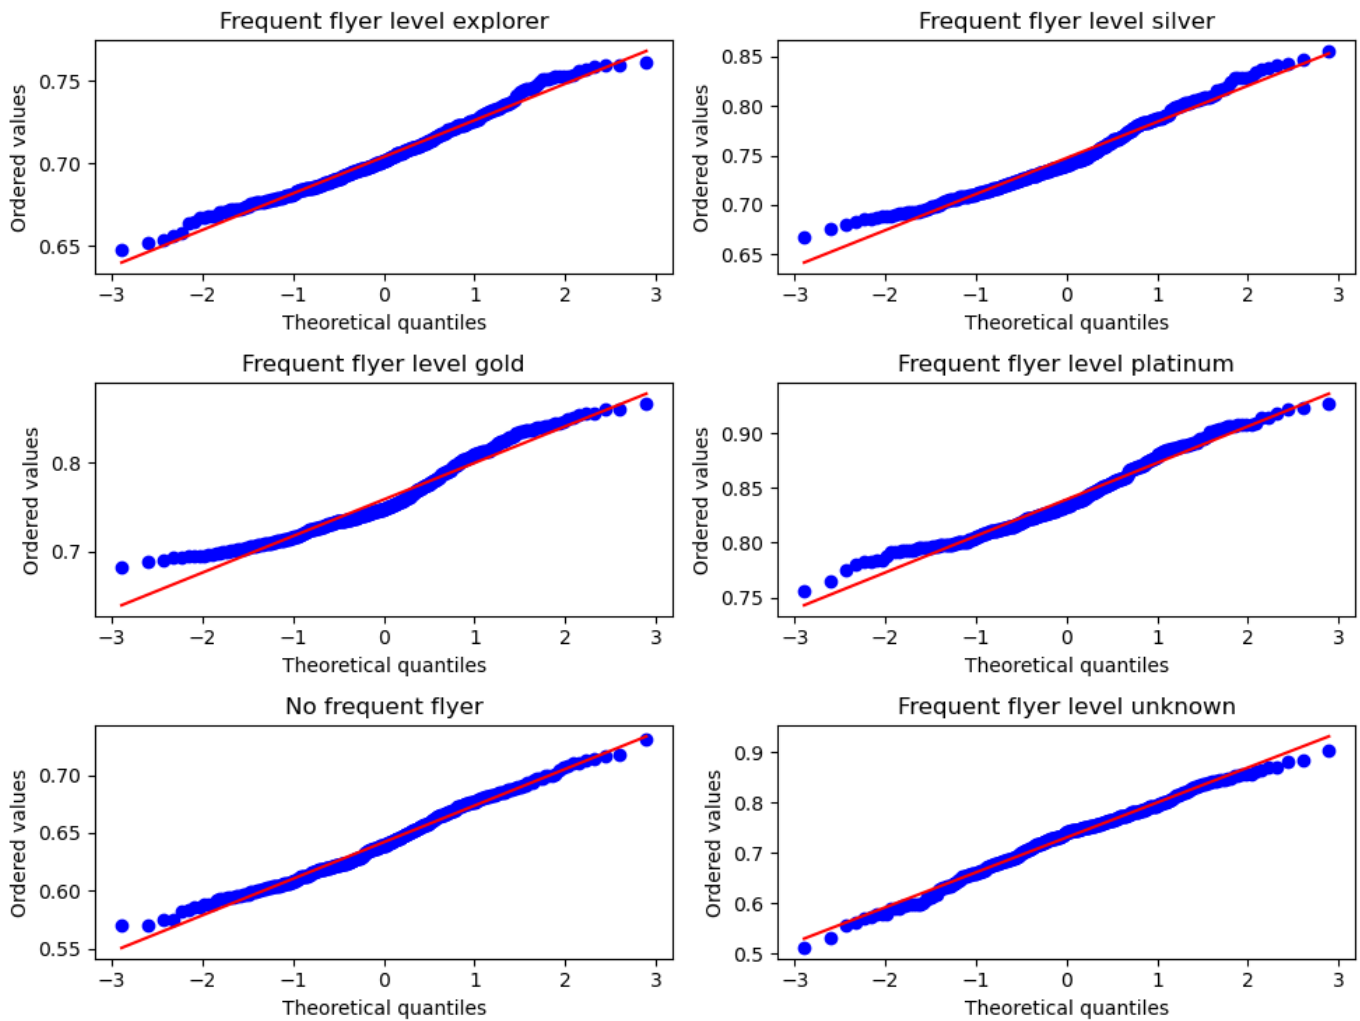 Frequent flyer level explorer
Ordered values
0.75
0.70
0.65
−3 −2 −1 0 1 2 3
Theoretical quantiles
Frequent flyer level silver
Ordered values
0.85
0.80
0.75
0.70
0.65
−3 −2 −1 0 1 2 3
Theoretical quantiles
Frequent flyer level gold
Ordered values
0.8
0.7
−3 −2 −1 0 1 2 3
Theoretical quantiles
Frequent flyer level platinum
Ordered values
0.90
0.85
0.80
0.75
−3 −2 −1 0 1 2 3
Theoretical quantiles
No frequent flyer
Ordered values
0.70
0.65
0.60
0.55
−3 −2 −1 0 1 2 3
Theoretical quantiles
Frequent flyer level unknown
Ordered values
0.9
0.8
0.7
0.6
0.5
−3 −2 −1 0 1 2 3
Theoretical quantiles